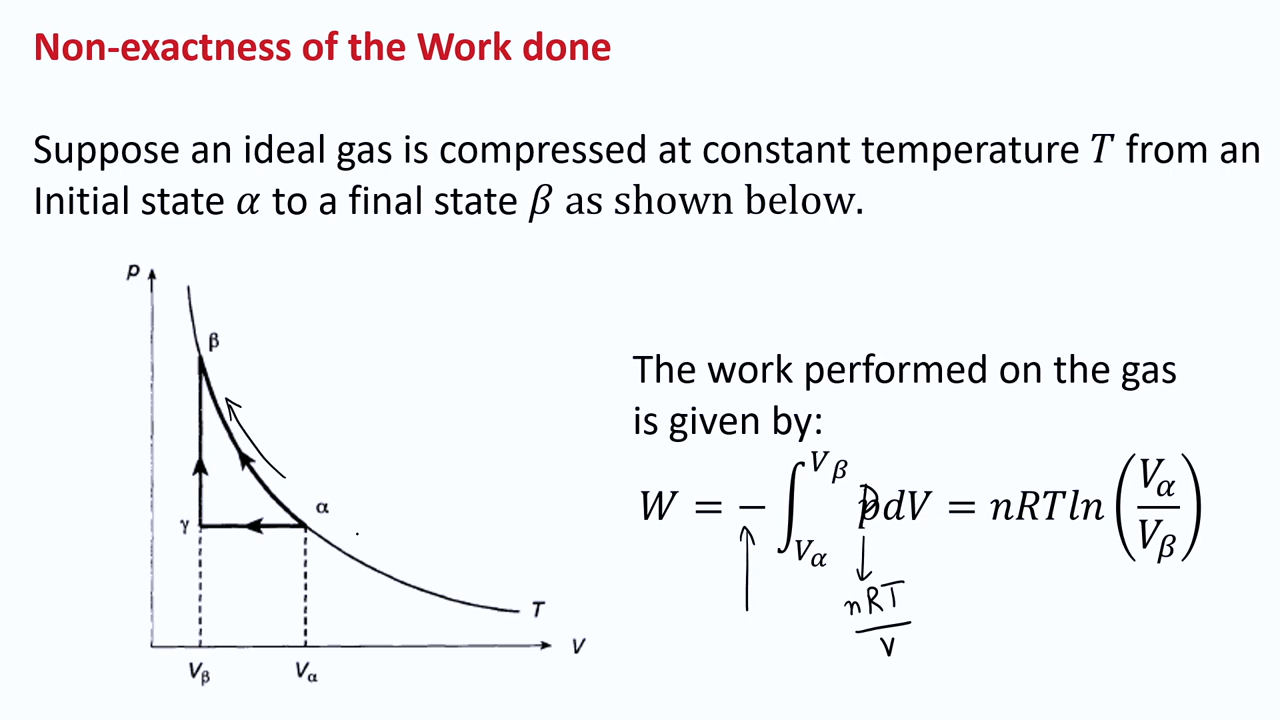 Non-exactness of the Work done
Suppose an ideal gas is compressed at constant temperature T from an
Initial state α to a final state β as shown below.
p
β
α
γ
T
V
Vβ
Vα
The work performed on the gas
is given by:
W = −∫_{Vα}^{Vβ} pdV = nRTln(Vα/Vβ)
nRT
V